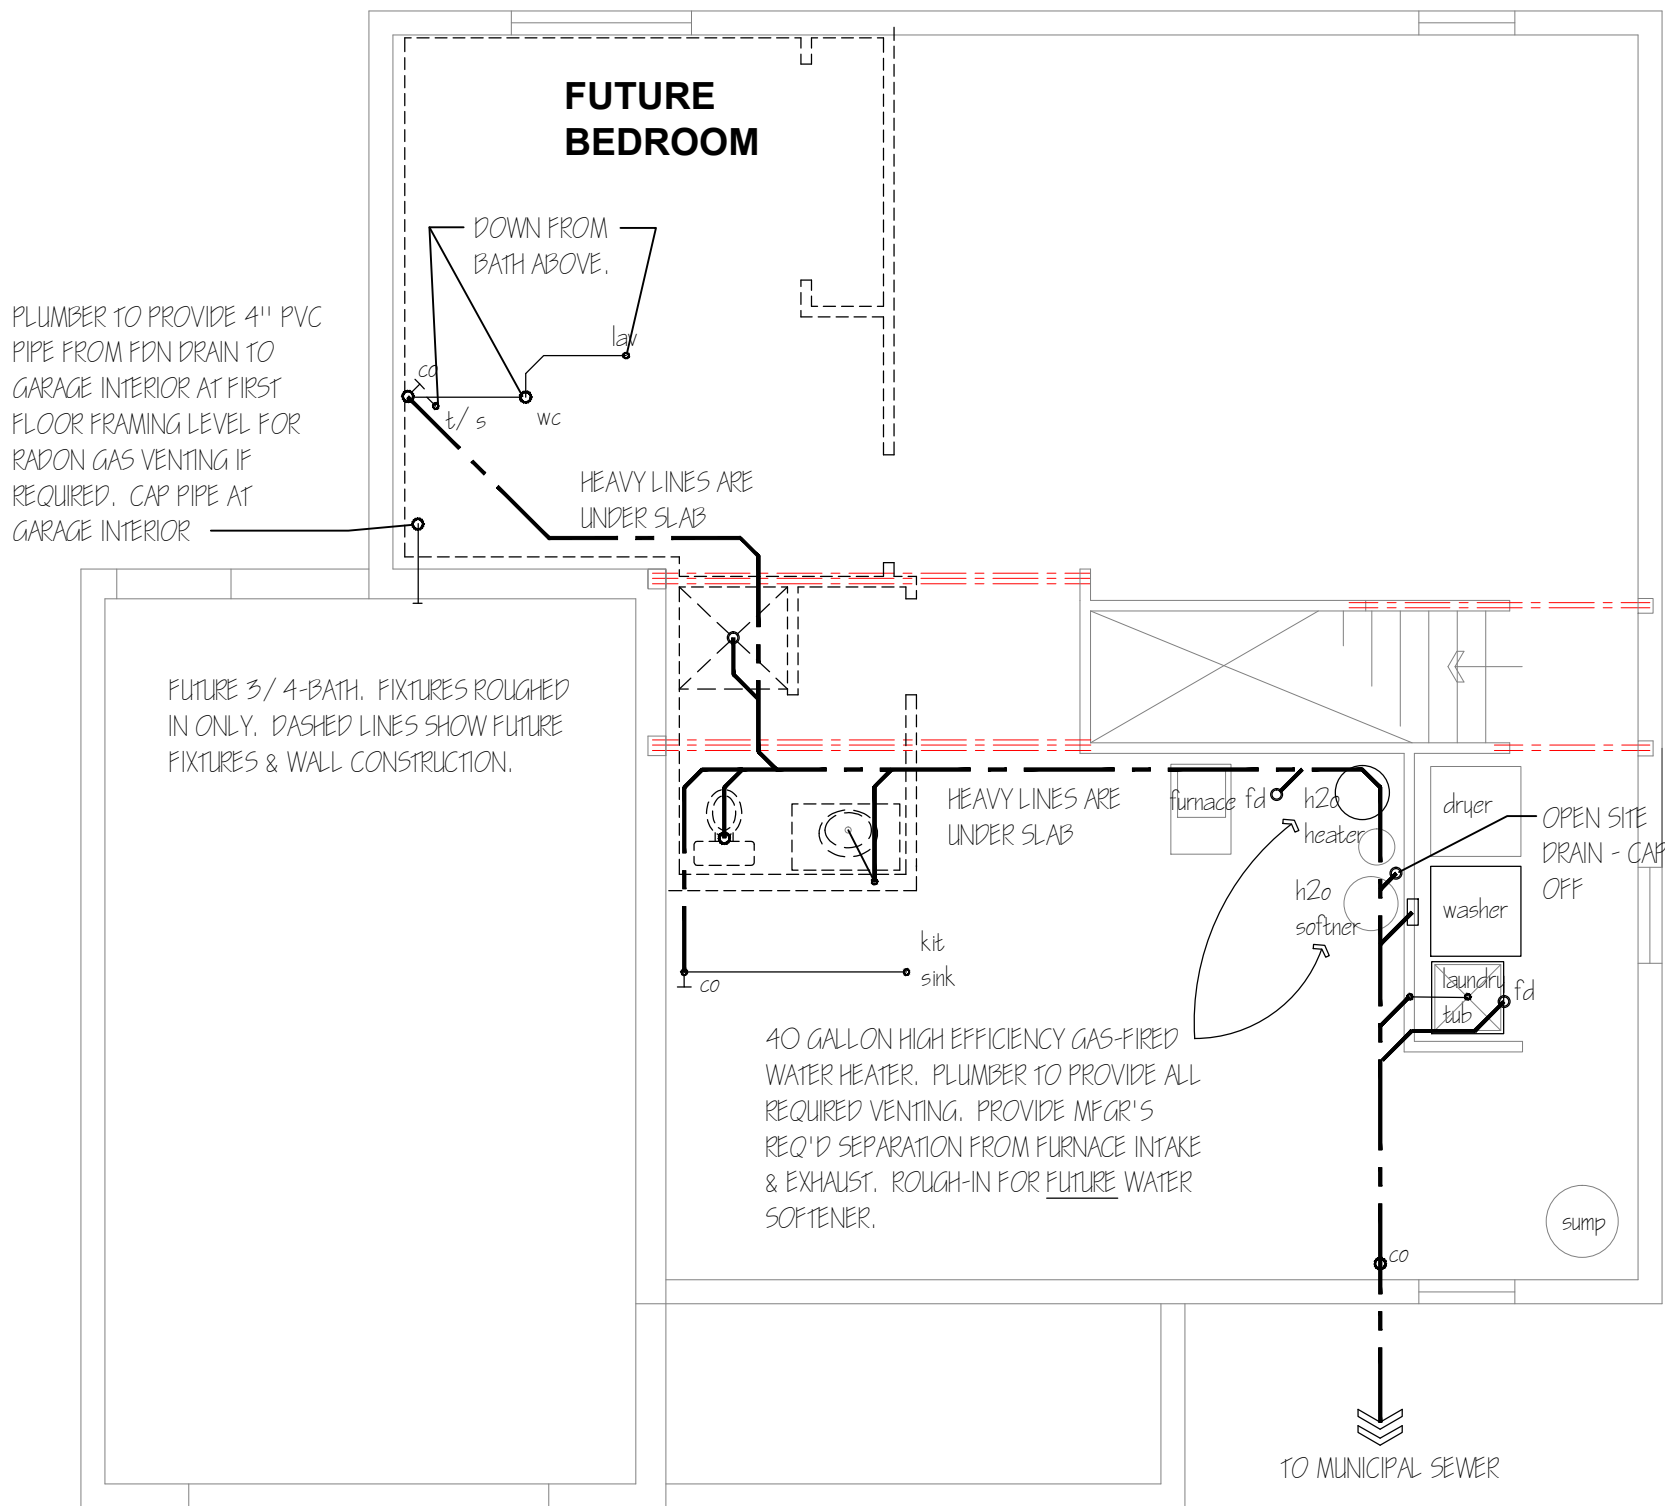 FUTURE
BEDROOM
DOWN FROM
BATH ABOVE.
PLUMBER TO PROVIDE 4'' PVC
PIPE FROM FDN DRAIN TO
GARAGE INTERIOR AT FIRST
FLOOR FRAMING LEVEL FOR
RADON GAS VENTING IF
REQUIRED. CAP PIPE AT
GARAGE INTERIOR
lav
co
t/ s
wc
HEAVY LINES ARE
UNDER SLAB
FUTURE 3/ 4-BATH. FIXTURES ROUGHED
IN ONLY. DASHED LINES SHOW FUTURE
FIXTURES & WALL CONSTRUCTION.
HEAVY LINES ARE
UNDER SLAB
furnace
fd
h2o
heater
dryer
OPEN SITE
DRAIN - CAP
OFF
h2o
softner
washer
kit
sink
co
laundry
tub
fd
40 GALLON HIGH EFFICIENCY GAS-FIRED
WATER HEATER. PLUMBER TO PROVIDE ALL
REQUIRED VENTING. PROVIDE MFGR'S
REQ'D SEPARATION FROM FURNACE INTAKE
& EXHAUST. ROUGH-IN FOR FUTURE WATER
SOFTENER.
sump
co
TO MUNICIPAL SEWER